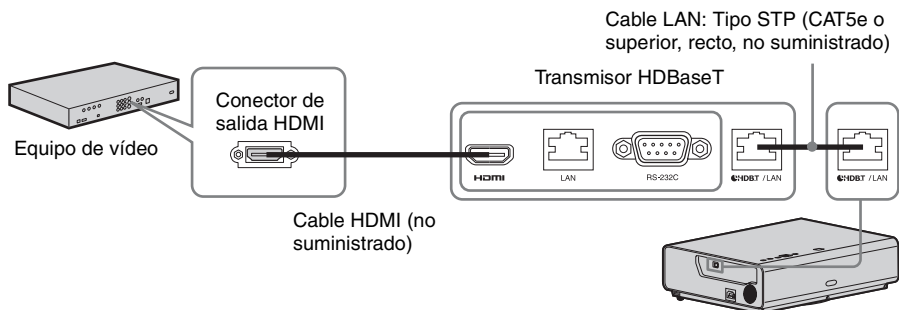 Cable LAN: Tipo STP (CAT5e o
superior, recto, no suministrado)
Transmisor HDBaseT
Conector de
salida HDMI
Equipo de vídeo
HDMI
LAN
RS-232C
HDBT / LAN
HDBT / LAN
Cable HDMI (no
suministrado)